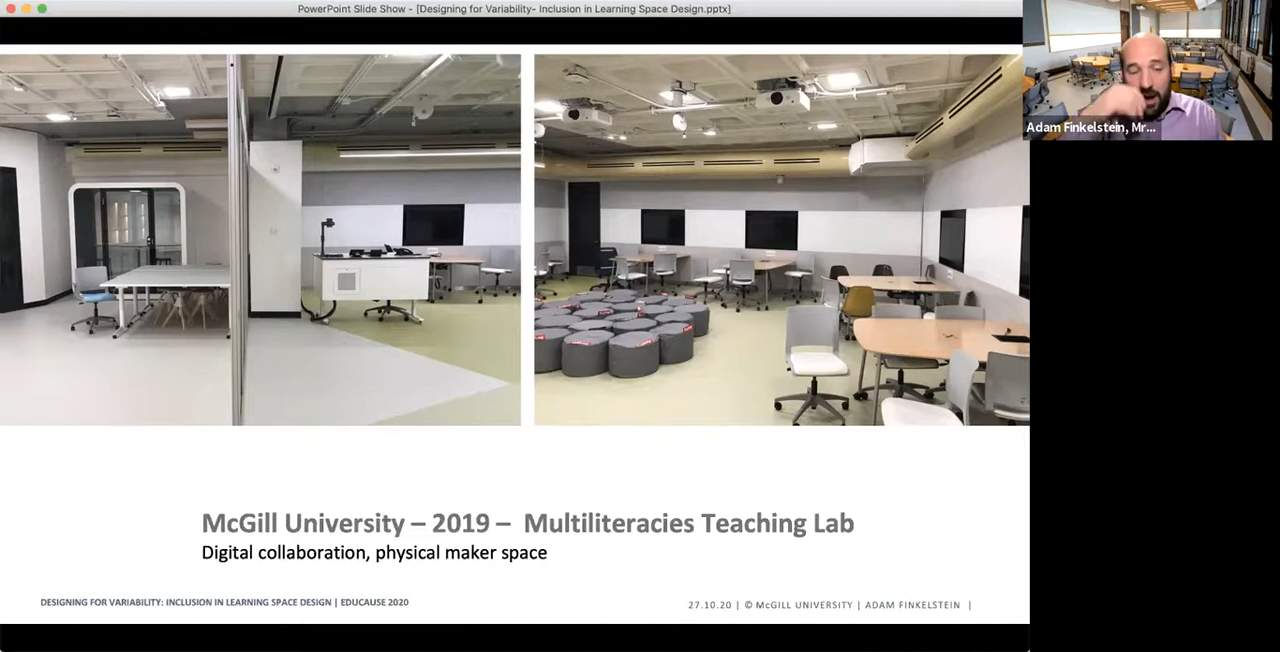 PowerPoint Slide Show - [Designing for Variability- Inclusion in Learning Space Design.pptx]
Adam Finkelstein, Mr...
McGill University – 2019 – Multiliteracies Teaching Lab
Digital collaboration, physical maker space
DESIGNING FOR VARIABILITY: INCLUSION IN LEARNING SPACE DESIGN | EDUCAUSE 2020
27.10.20 | © McGILL UNIVERSITY | ADAM FINKELSTEIN |